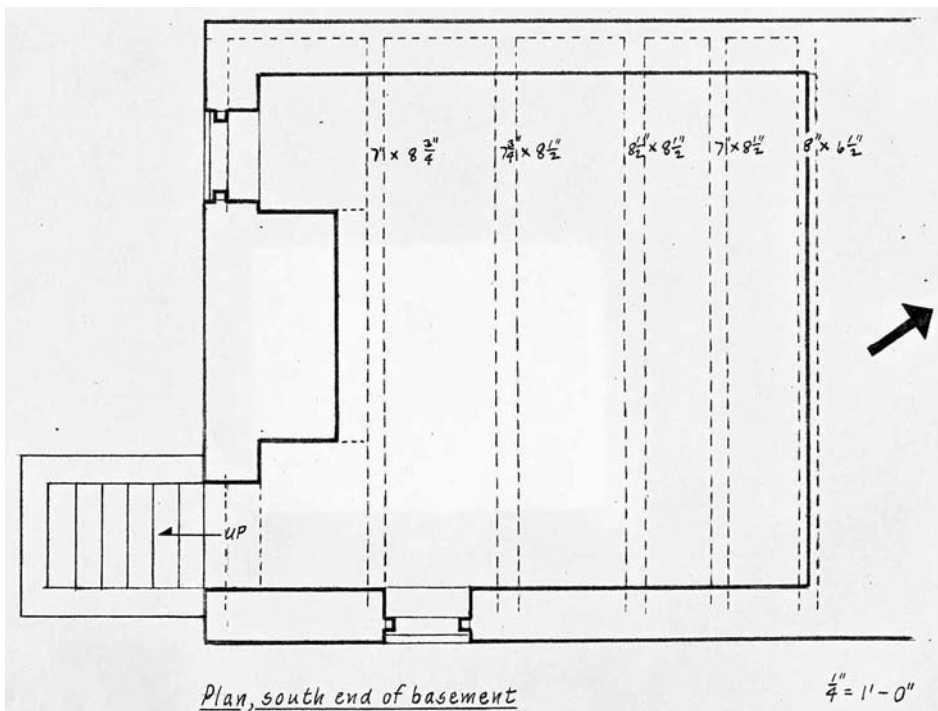 7" x 8 3/4"
7 3/4" x 8 1/2"
8 1/2" x 8 1/2"
7" x 8 1/2"
8" x 6 1/2"
UP
Plan, south end of basement
1/4" = 1'-0"